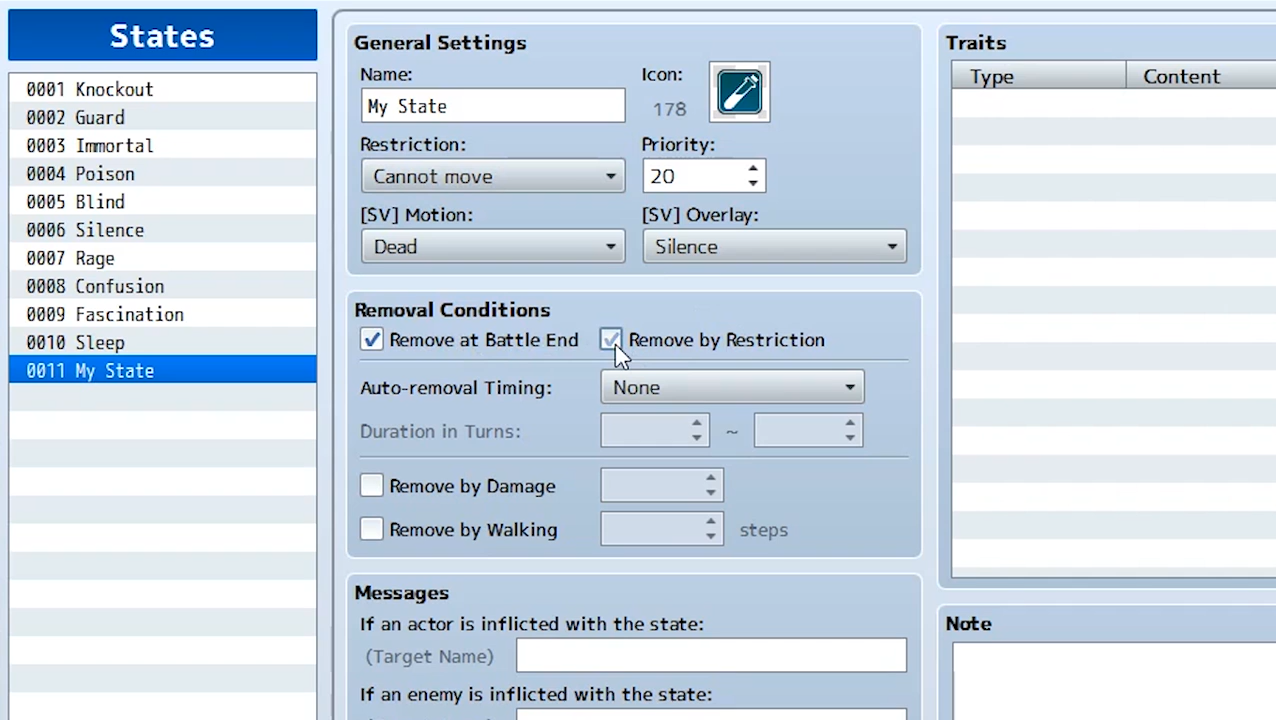 States
0001 Knockout
0002 Guard
0003 Immortal
0004 Poison
0005 Blind
0006 Silence
0007 Rage
0008 Confusion
0009 Fascination
0010 Sleep
0011 My State
General Settings
Name:
My State
Icon:
178
Restriction:
Cannot move
Priority:
20
[SV] Motion:
Dead
[SV] Overlay:
Silence
Removal Conditions
Remove at Battle End
Remove by Restriction
Auto-removal Timing:
None
Duration in Turns:
~
Remove by Damage
Remove by Walking
steps
Messages
If an actor is inflicted with the state:
(Target Name)
If an enemy is inflicted with the state:
Traits
Type
Content
Note